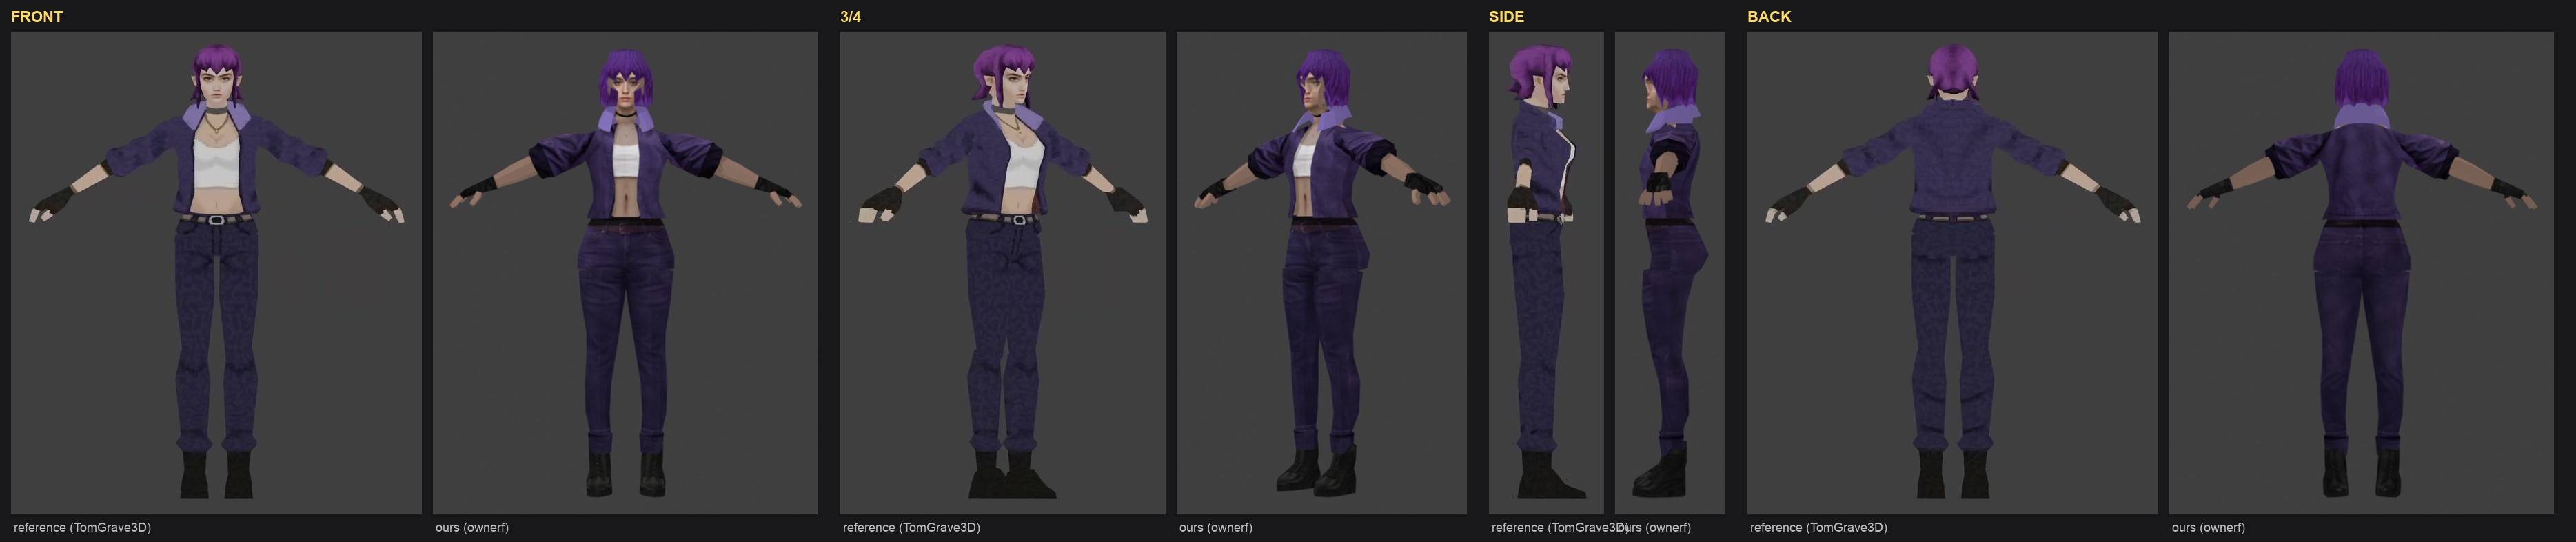 FRONT
3/4
SIDE
BACK
reference (TomGrave3D)
ours (ownerf)
reference (TomGrave3D)
ours (ownerf)
reference (TomGrave3D)
ours (ownerf)
reference (TomGrave3D)
ours (ownerf)